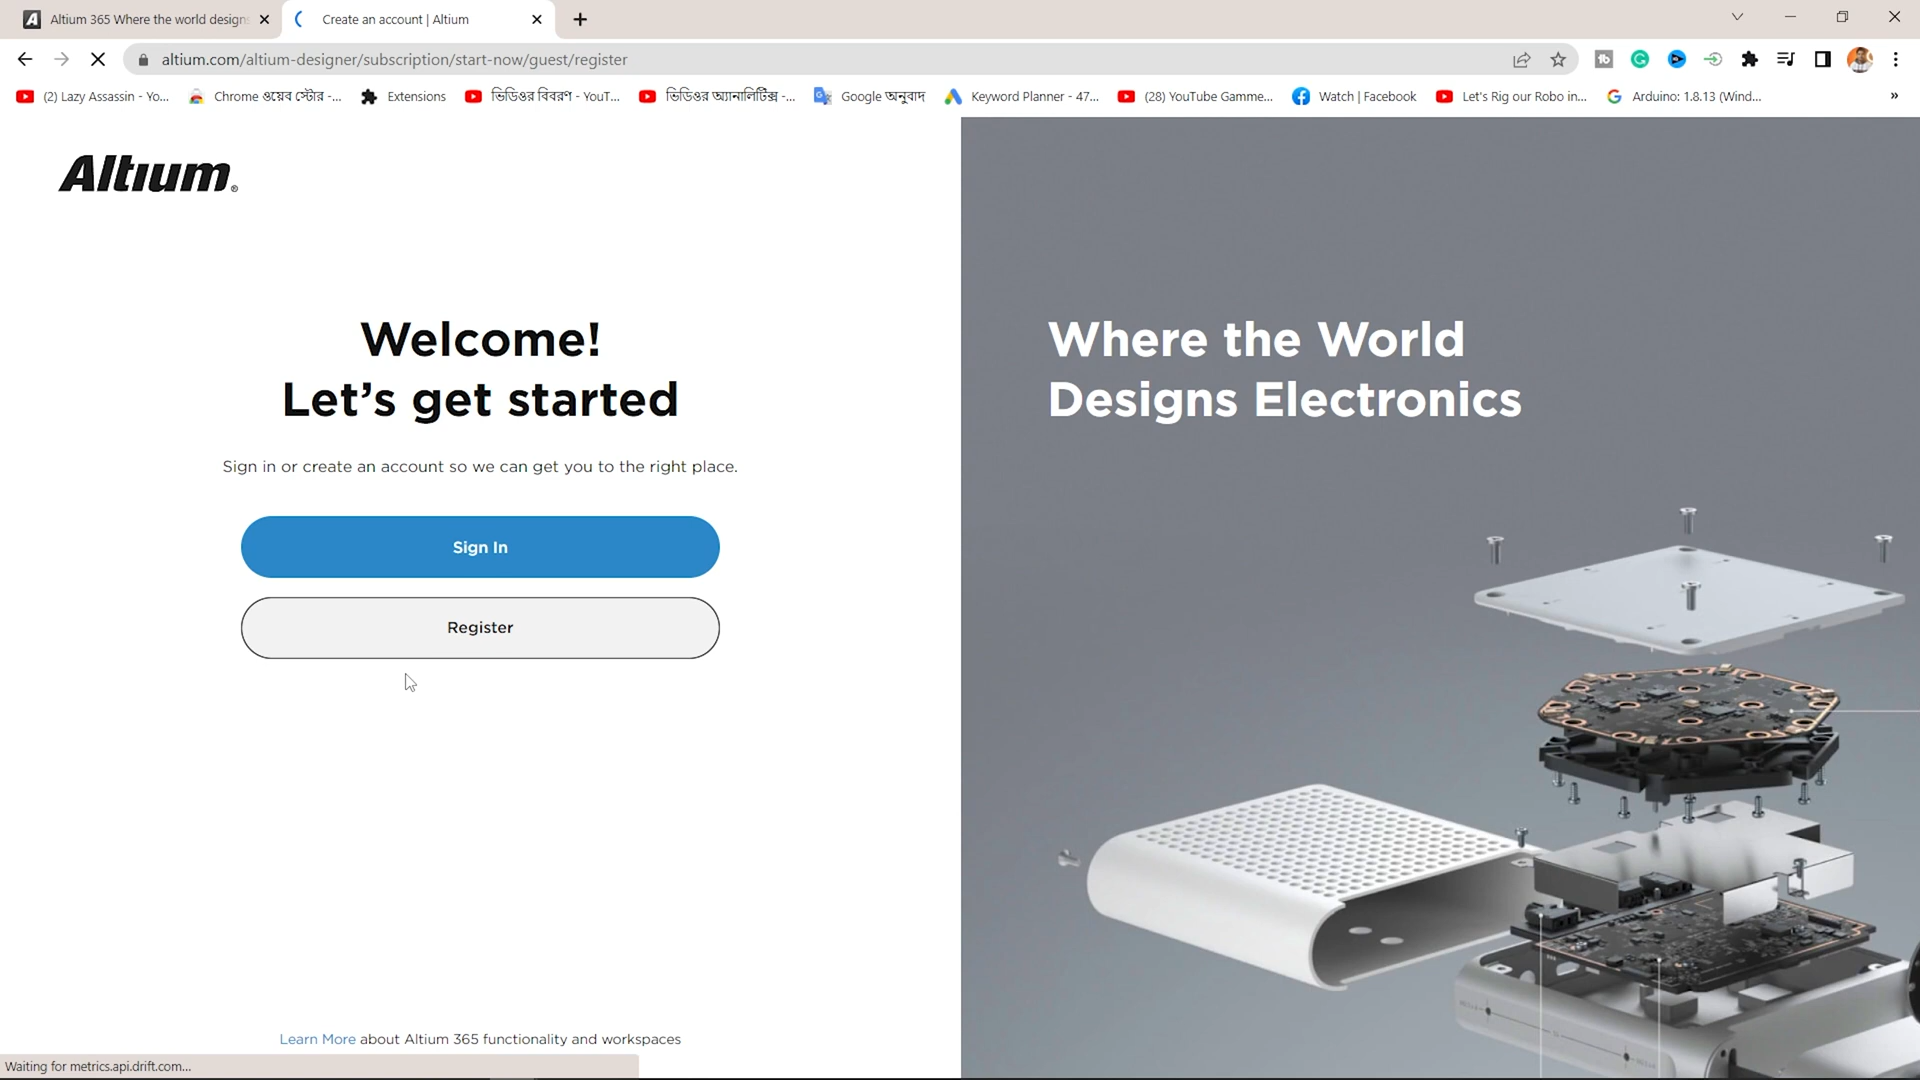 Altium 365 Where the world designs
Create an account | Altium
altium.com/altium-designer/subscription/start-now/guest/register
(2) Lazy Assassin - Yo...
Chrome ওয়েব স্টোর -...
Extensions
ভিডিওর বিবরণ - YouT...
ভিডিওর অ্যানালিটিক্স -...
Google অনুবাদ
Keyword Planner - 47...
(28) YouTube Gamme...
Watch | Facebook
Let's Rig our Robo in...
Arduino: 1.8.13 (Wind...
»
Altium®
Welcome!
Let's get started
Sign in or create an account so we can get you to the right place.
Sign In
Register
Learn More about Altium 365 functionality and workspaces
Where the World
Designs Electronics
Waiting for metrics.api.drift.com...